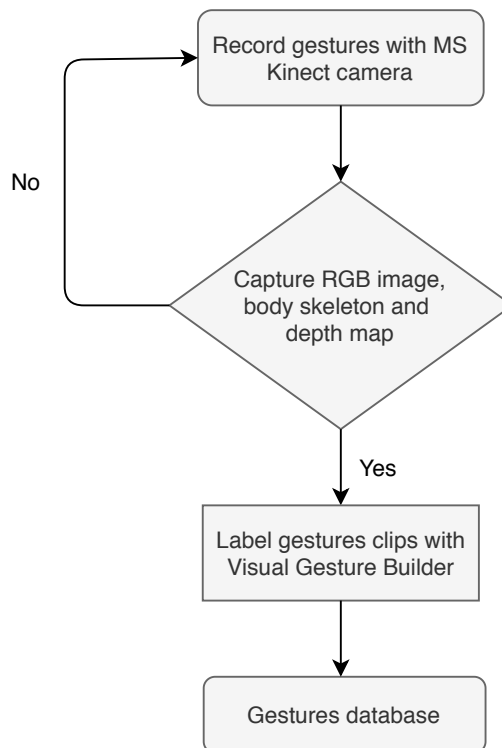 Record gestures with MS
Kinect camera
No
Capture RGB image,
body skeleton and
depth map
Yes
Label gestures clips with
Visual Gesture Builder
Gestures database